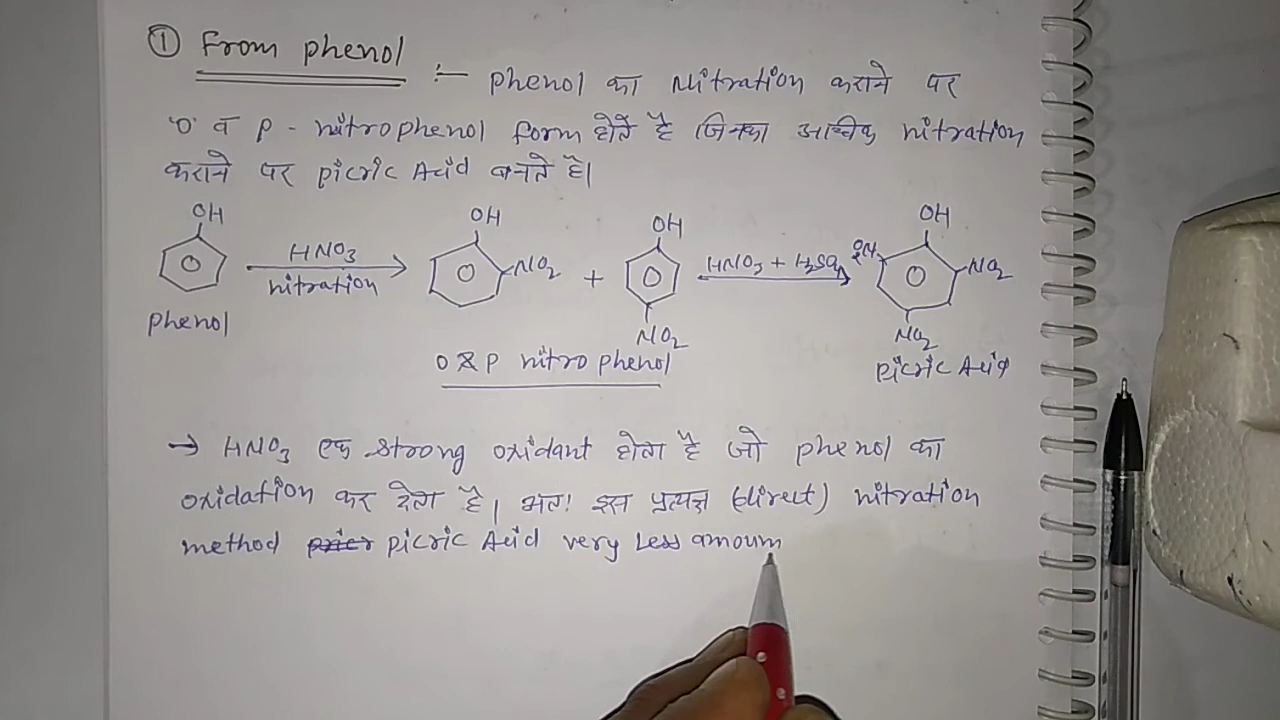 ① From phenol :- phenol का Nitration कराने पर
'o' व p - nitrophenol form होते है जिनका अधिक nitration
कराने पर picric Acid बनते है।
OH OH OH OH
HNO3 NO2 + HNO3 + H2SO4 O2N NO2
nitration
phenol NO2 NO2
O & P nitro phenol picric Acid
→ HNO3 एक strong oxidant होता है जो phenol का
oxidation कर देता है। अतः इस प्रत्यक्ष (direct) nitration
method picric Acid very Less amoun